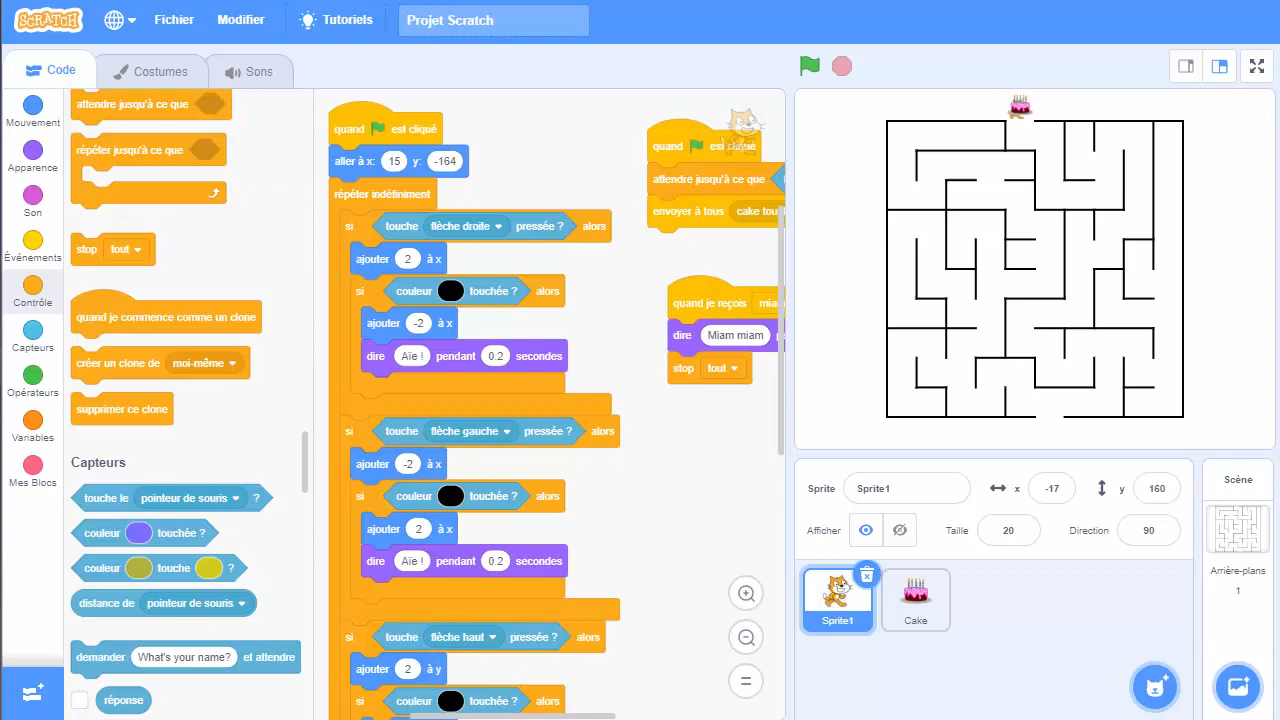 SCRATCH
Fichier
Modifier
Tutoriels
Projet Scratch
Code
Costumes
Sons
Mouvement
Apparence
Son
Événements
Contrôle
Capteurs
Opérateurs
Variables
Mes Blocs
attendre jusqu'à ce que
répéter jusqu'à ce que
stop tout
quand je commence comme un clone
créer un clone de moi-même
supprimer ce clone
Capteurs
touche le pointeur de souris ?
couleur touchée ?
couleur touche ?
distance de pointeur de souris
demander What's your name? et attendre
réponse
quand est cliqué
aller à x: 15 y: -164
répéter indéfiniment
si touche flèche droite pressée ? alors
ajouter 2 à x
si couleur touchée ? alors
ajouter -2 à x
dire Aïe ! pendant 0.2 secondes
si touche flèche gauche pressée ? alors
ajouter -2 à x
si couleur touchée ? alors
ajouter 2 à x
dire Aïe ! pendant 0.2 secondes
si touche flèche haut pressée ? alors
ajouter 2 à y
si couleur touchée ? alors
quand est cliqué
attendre jusqu'à ce que
envoyer à tous cake
quand je reçois
dire Miam miam
stop tout
Sprite Sprite1 x -17 y 160
Afficher Taille 20 Direction 90
Sprite1
Cake
Scène
Arrière-plans
1